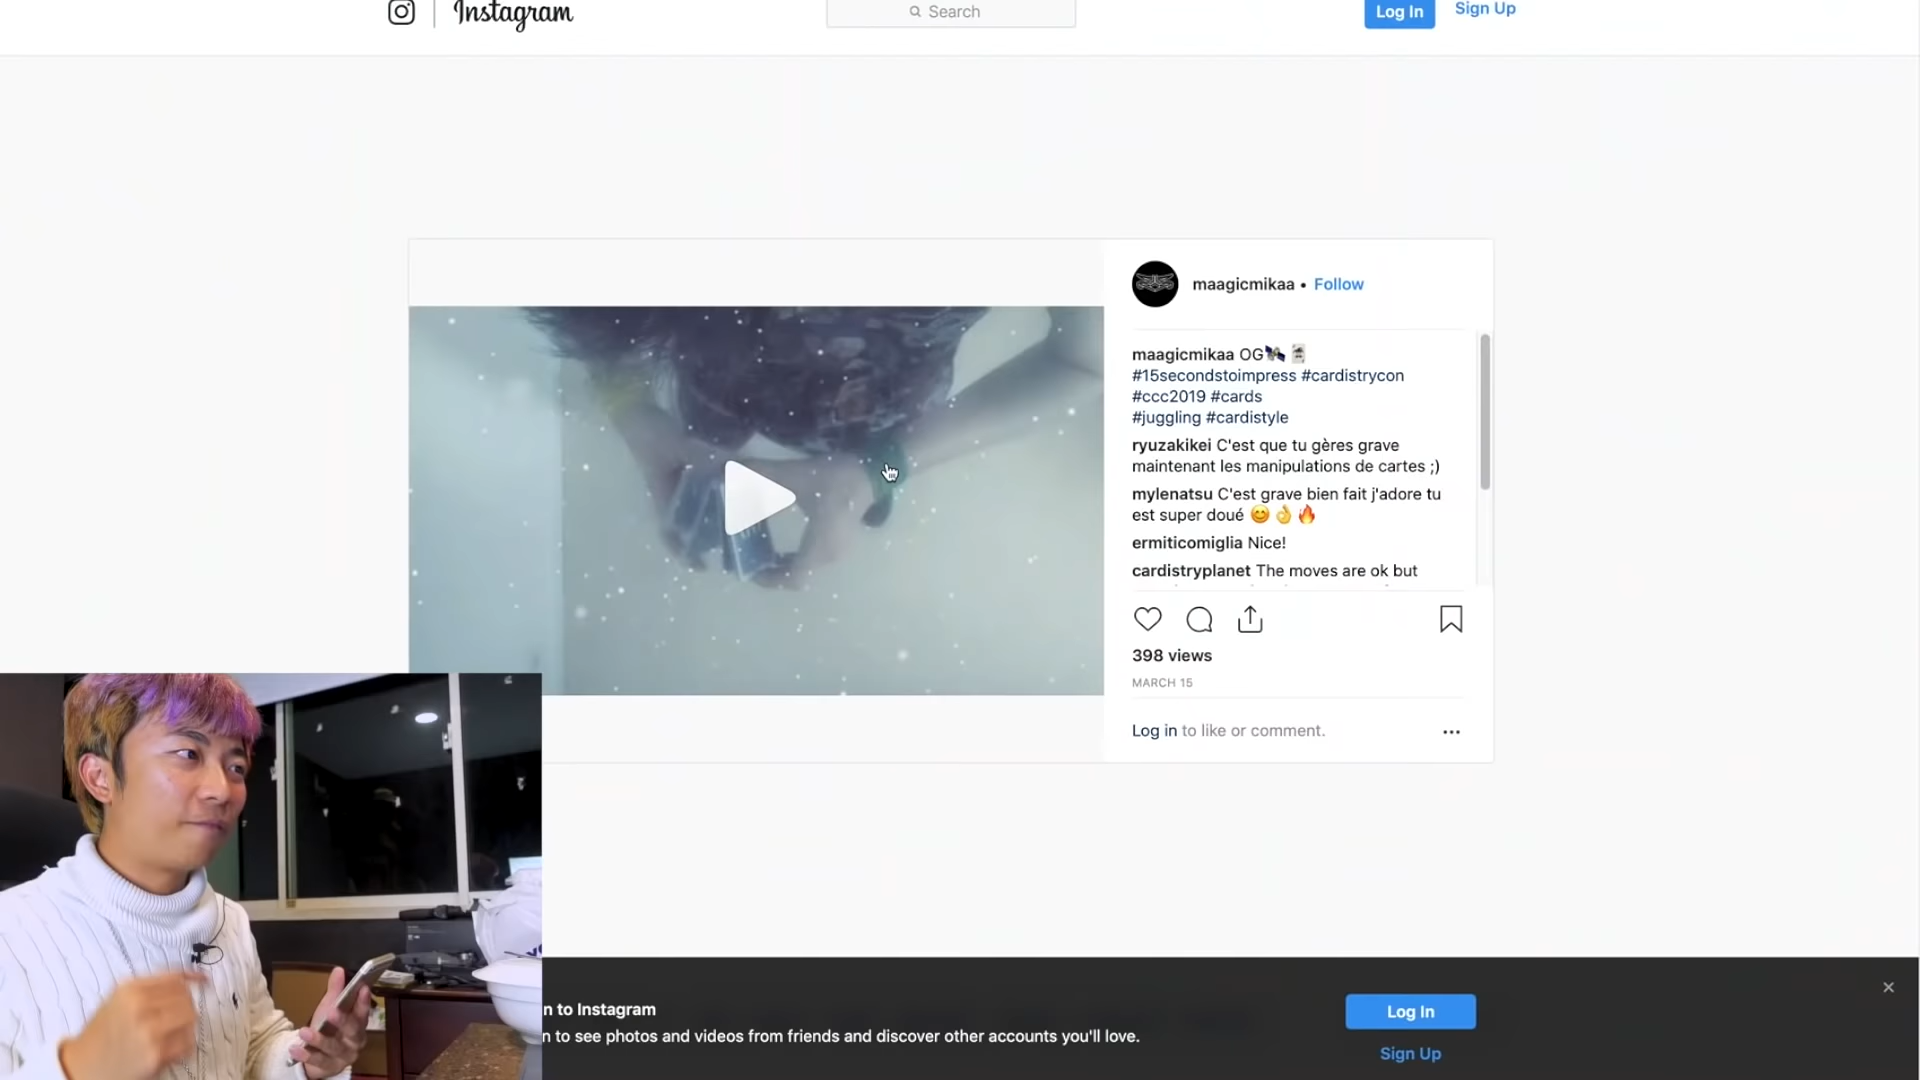 Instagram
Search
Log In
Sign Up
maagicmikaa • Follow
maagicmikaa OG
#15secondstoimpress #cardistrycon
#ccc2019 #cards
#juggling #cardistyle
ryuzakikei C'est que tu gères grave
maintenant les manipulations de cartes ;)
mylenatsu C'est grave bien fait j'adore tu
est super doué 😊 👌 🔥
ermiticomiglia Nice!
cardistryplanet The moves are ok but
398 views
MARCH 15
Log in to like or comment.
n to Instagram
n to see photos and videos from friends and discover other accounts you'll love.
Log In
Sign Up